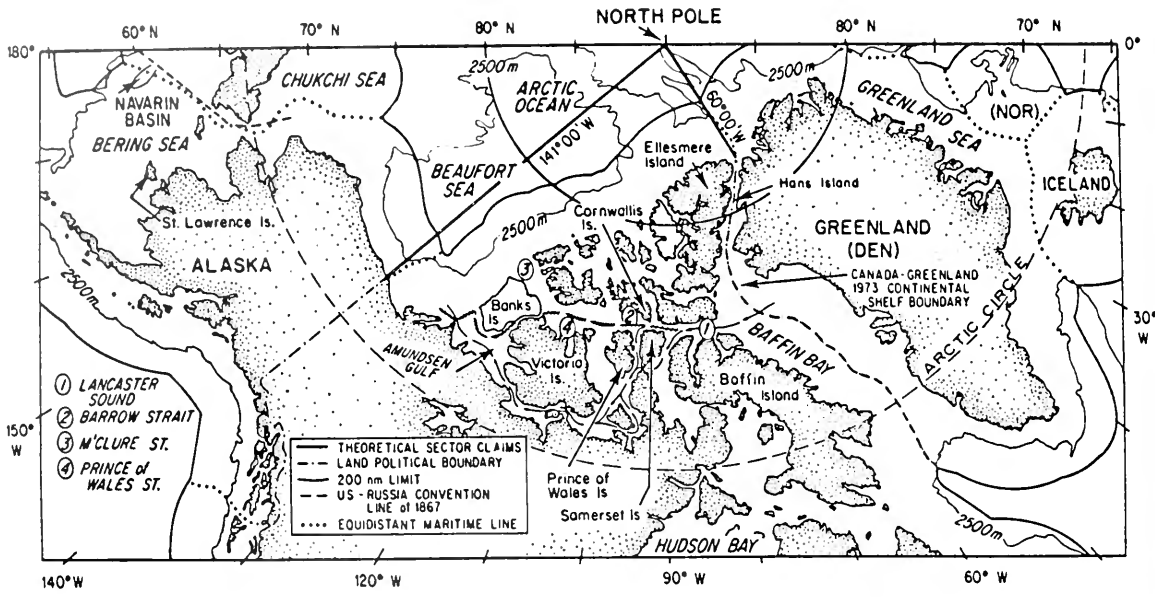 NORTH POLE
60° N
70° N
80° N
80° N
70° N
180°
0°
CHUKCHI SEA
2500m
ARCTIC
OCEAN
2500m
GREENLAND
SEA
(NOR)
NAVARIN
BASIN
BERING SEA
141°00' W
60°00'W
BEAUFORT
SEA
Ellesmere
Island
Hans Island
ICELAND
St. Lawrence Is.
Cornwallis
Is.
2500m
GREENLAND
(DEN)
ALASKA
3
CANADA-GREENLAND
1973 CONTINENTAL
SHELF BOUNDARY
2500m
Banks
Is
4
2
1
30°
W
ARCTIC CIRCLE
AMUNDSEN
GULF
Victoria
Is.
BAFFIN BAY
Baffin
Island
1 LANCASTER
SOUND
2 BARROW STRAIT
3 M'CLURE ST.
4 PRINCE of
WALES ST.
150°
W
THEORETICAL SECTOR CLAIMS
LAND POLITICAL BOUNDARY
200 nm LIMIT
US - RUSSIA CONVENTION
LINE of 1867
EQUIDISTANT MARITIME LINE
Prince of
Wales Is
Somerset Is
2500m
HUDSON BAY
140° W
120° W
90° W
60° W